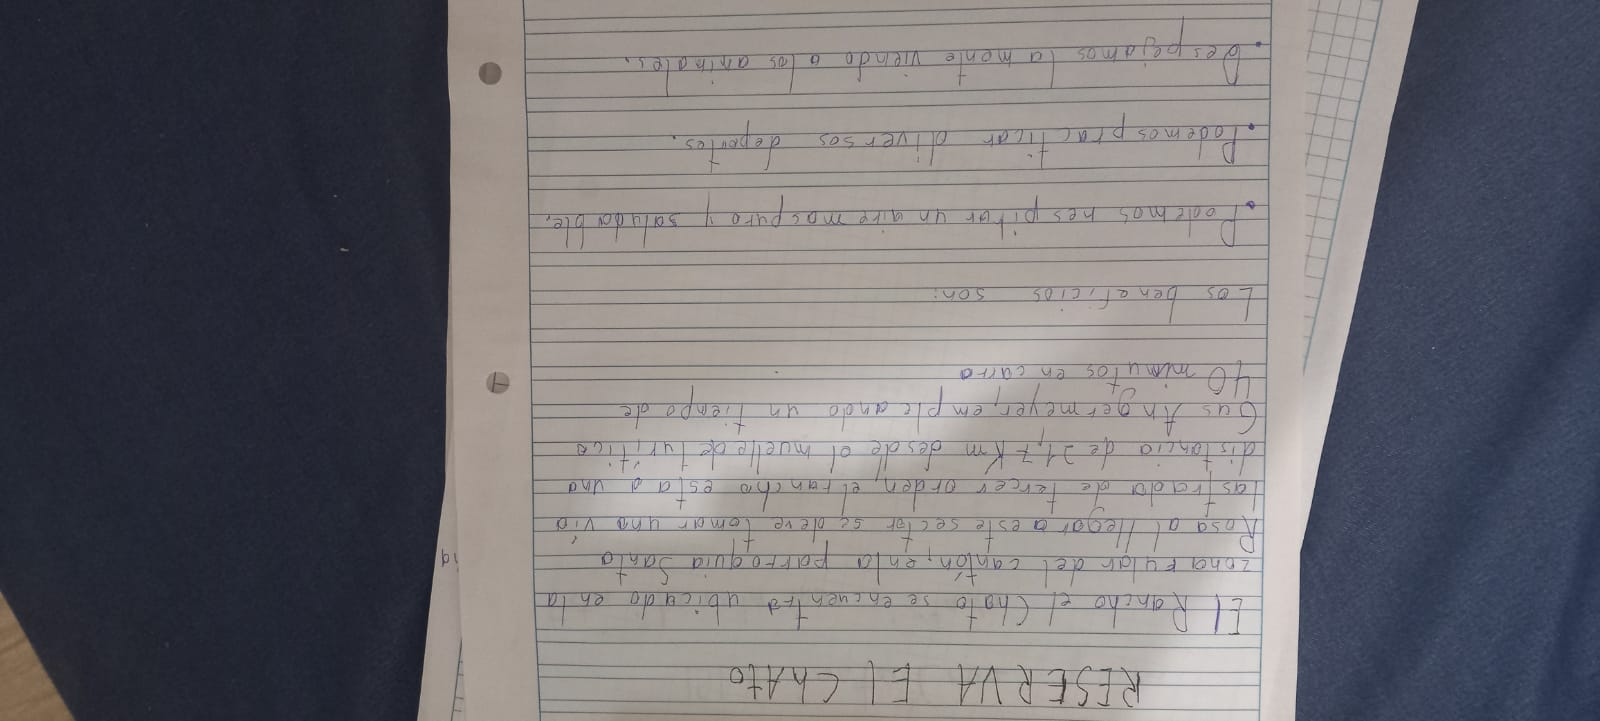 RESERVA El ChAto
El Rancho el Chato se encuentra ubicado en la
zona rular del cantón, en la parroquia Santa
Rosa al llegar a este sector se deve tomar una vía
lastrada de tercer orden, el rancho esta a una
distancia de 21,7 Km desde el muelle de turítico
Gus Angermeyer, empleando un tiempo de
40 minutos en carro
Los beneficios son:
• Podemos respirar un aire mas puro y saludable.
• Podemos practicar diversos deportes.
• Despejamos la mente viendo a los animales.